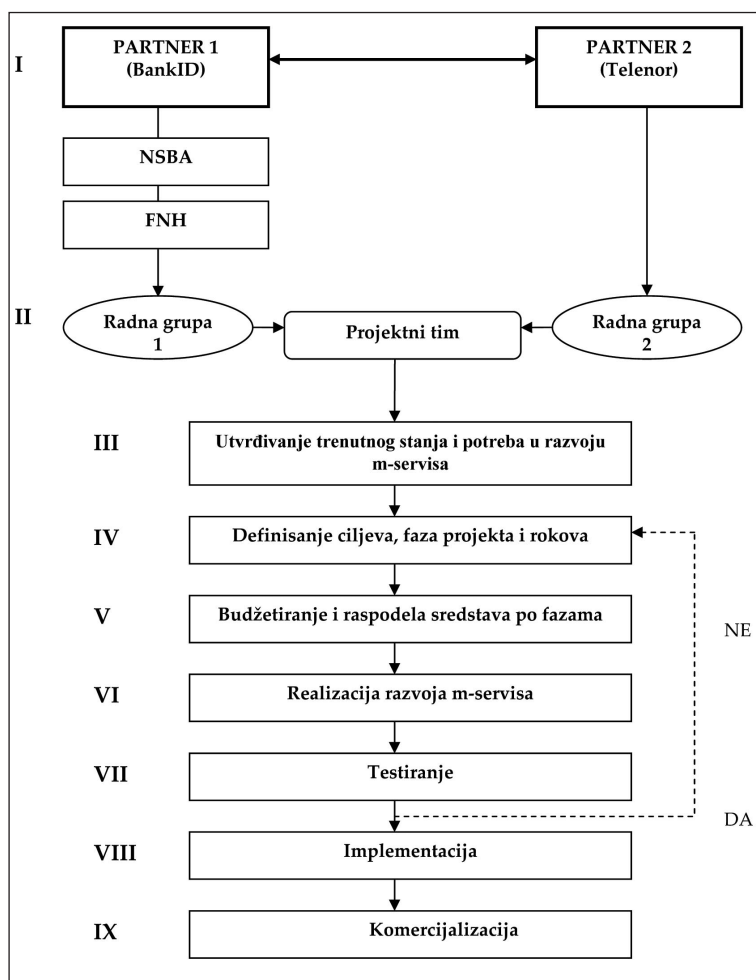 I
PARTNER 1
(BankID)
PARTNER 2
(Telenor)
NSBA
FNH
II
Radna grupa
1
Projektni tim
Radna grupa
2
III
Utvrđivanje trenutnog stanja i potreba u razvoju
m-servisa
IV
Definisanje ciljeva, faza projekta i rokova
V
Budžetiranje i raspodela sredstava po fazama
NE
VI
Realizacija razvoja m-servisa
VII
Testiranje
DA
VIII
Implementacija
IX
Komercijalizacija